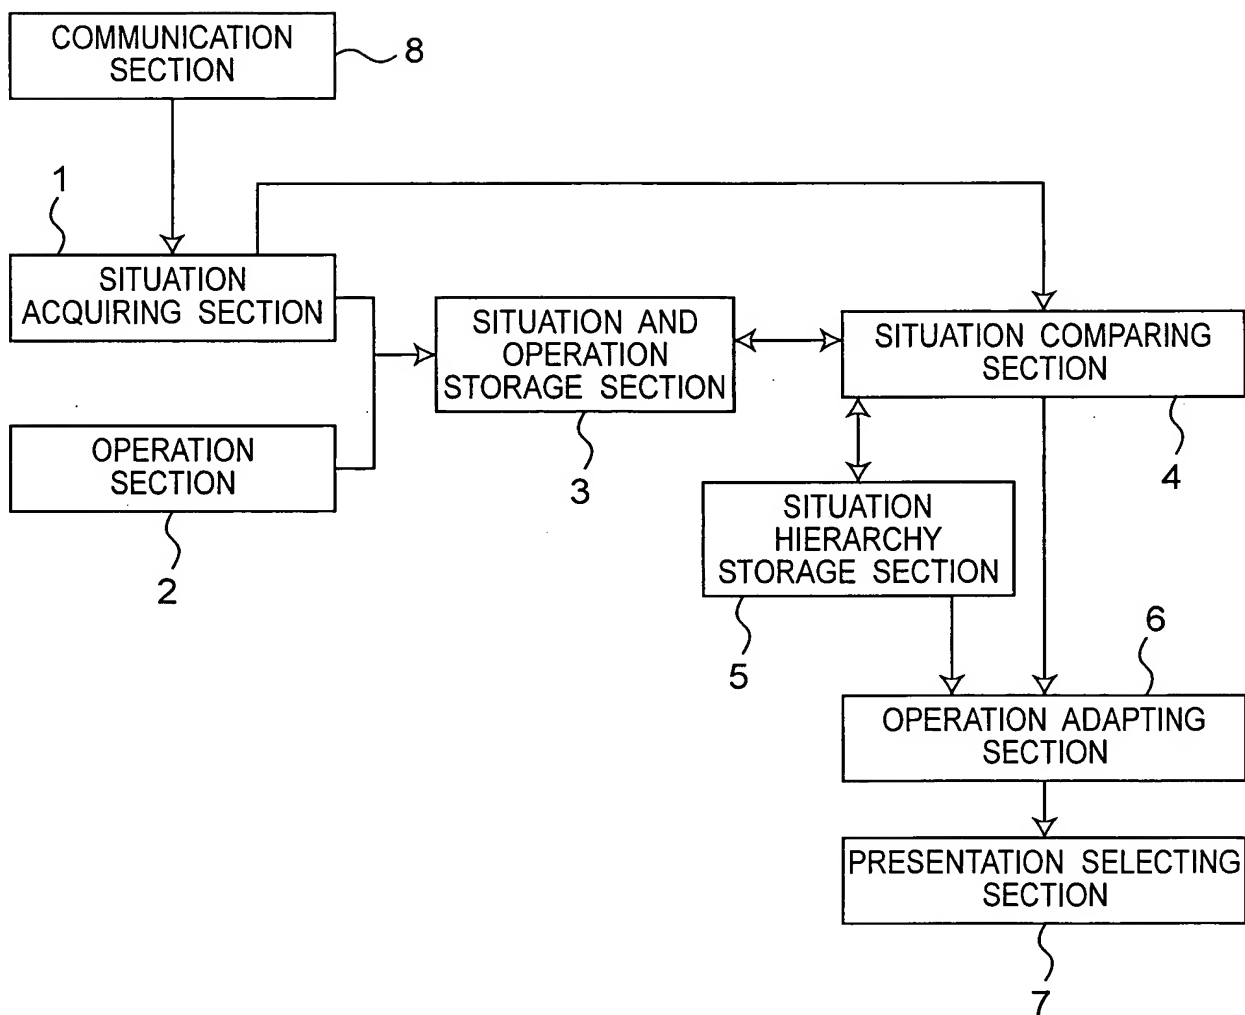 COMMUNICATION
SECTION
8
1
SITUATION
ACQUIRING SECTION
SITUATION AND
OPERATION
STORAGE SECTION
3
SITUATION COMPARING
SECTION
4
OPERATION
SECTION
2
SITUATION
HIERARCHY
STORAGE SECTION
5
6
OPERATION ADAPTING
SECTION
PRESENTATION SELECTING
SECTION
7